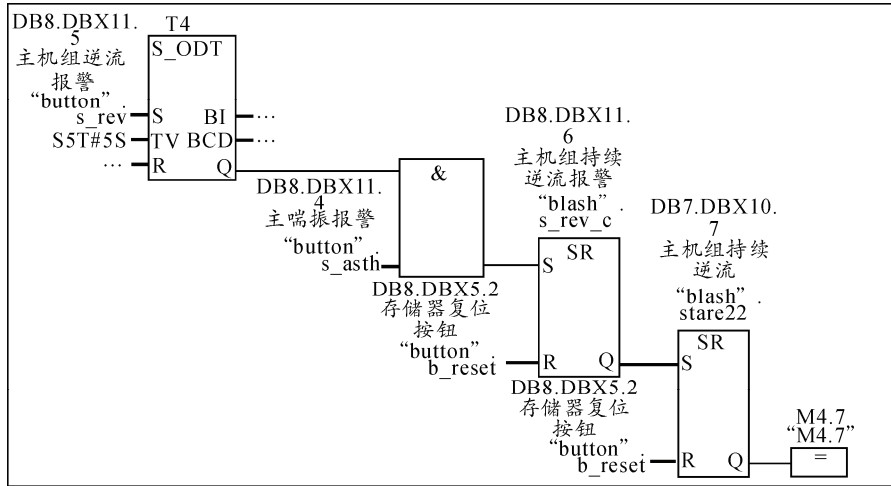 DB8.DBX11.
5
主机组逆流
报警
“button”.
s_rev
S5T#5S
...
T4
S_ODT
S
BI
...
TV
BCD
...
R
Q
DB8.DBX11.
4
主喘振报警
“button”.
s_asth
&
DB8.DBX11.
6
主机组持续
逆流报警
“blash”.
s_rev_c
SR
S
R
Q
DB8.DBX5.2
存储器复位
按钮
“button”.
b_reset
DB7.DBX10.
7
主机组持续
逆流
“blash”.
stare22
SR
S
R
Q
DB8.DBX5.2
存储器复位
按钮
“button”.
b_reset
M4.7
“M4.7”
=